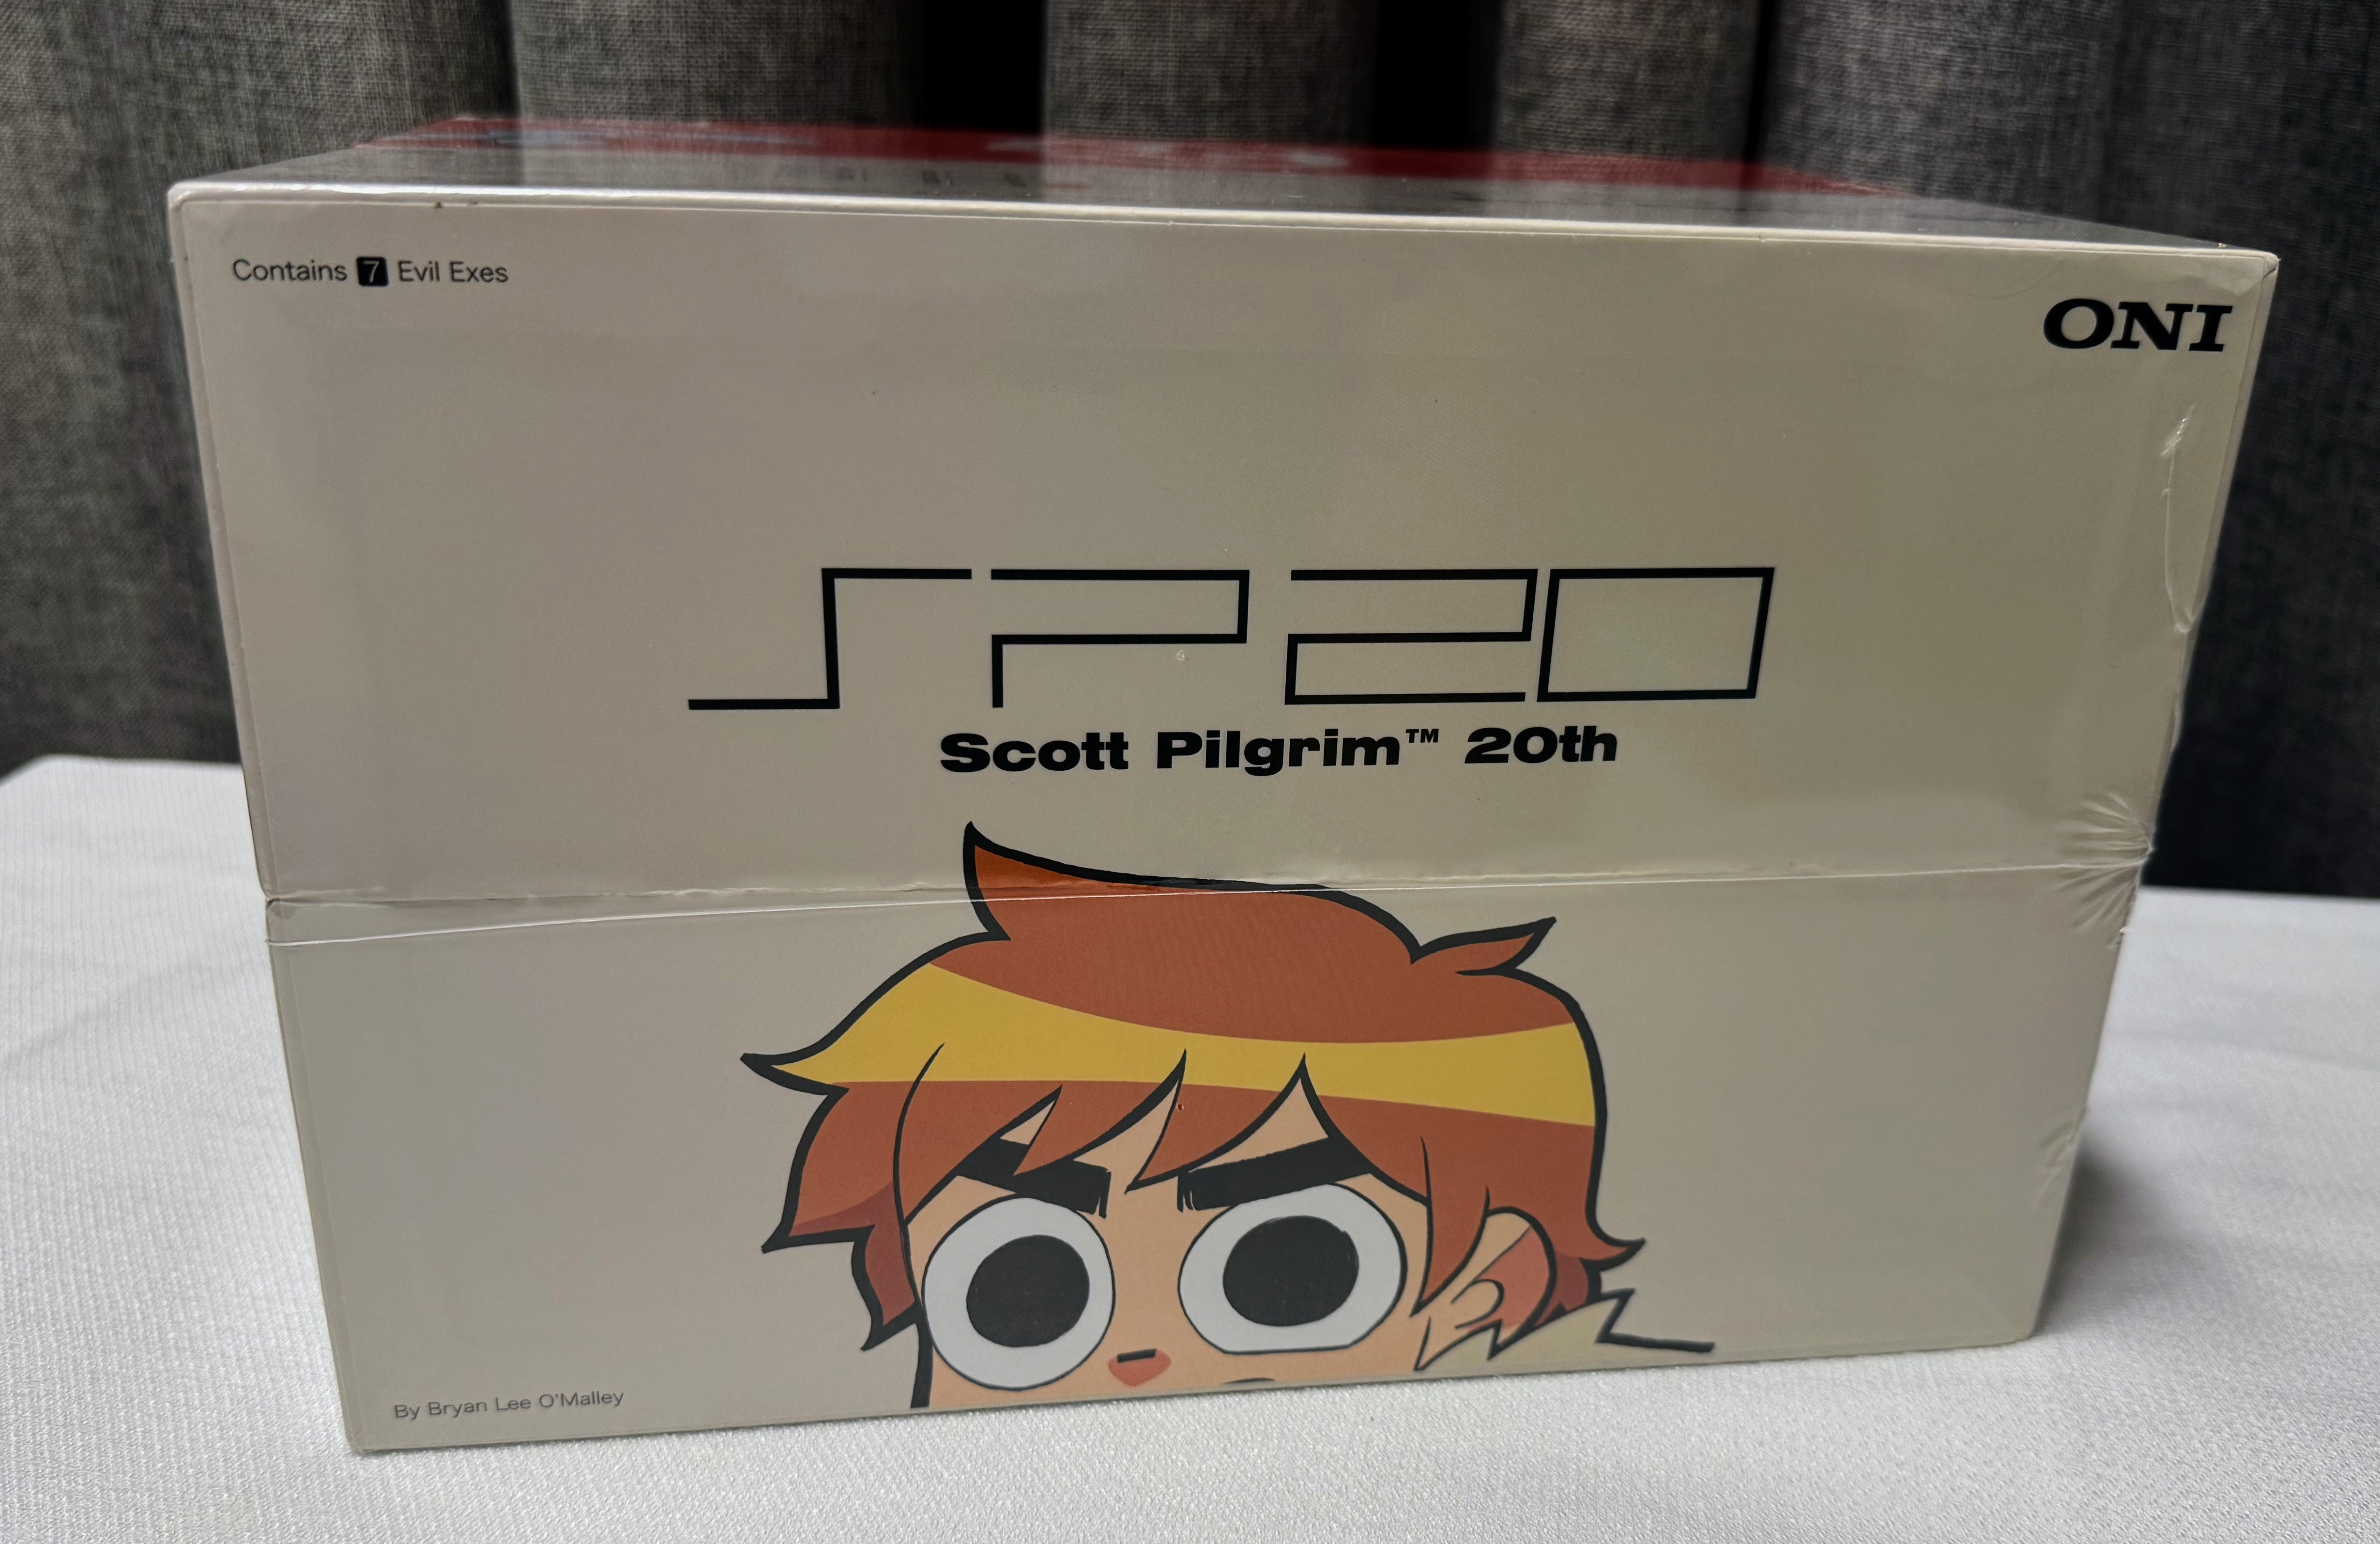 Contains 7 Evil Exes
ONI
SP20
Scott Pilgrim™ 20th
By Bryan Lee O'Malley